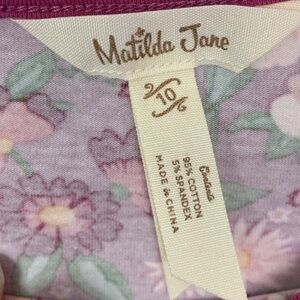 Matilda Jane
10
Contents
95% COTTON
5% SPANDEX
MADE in CHINA